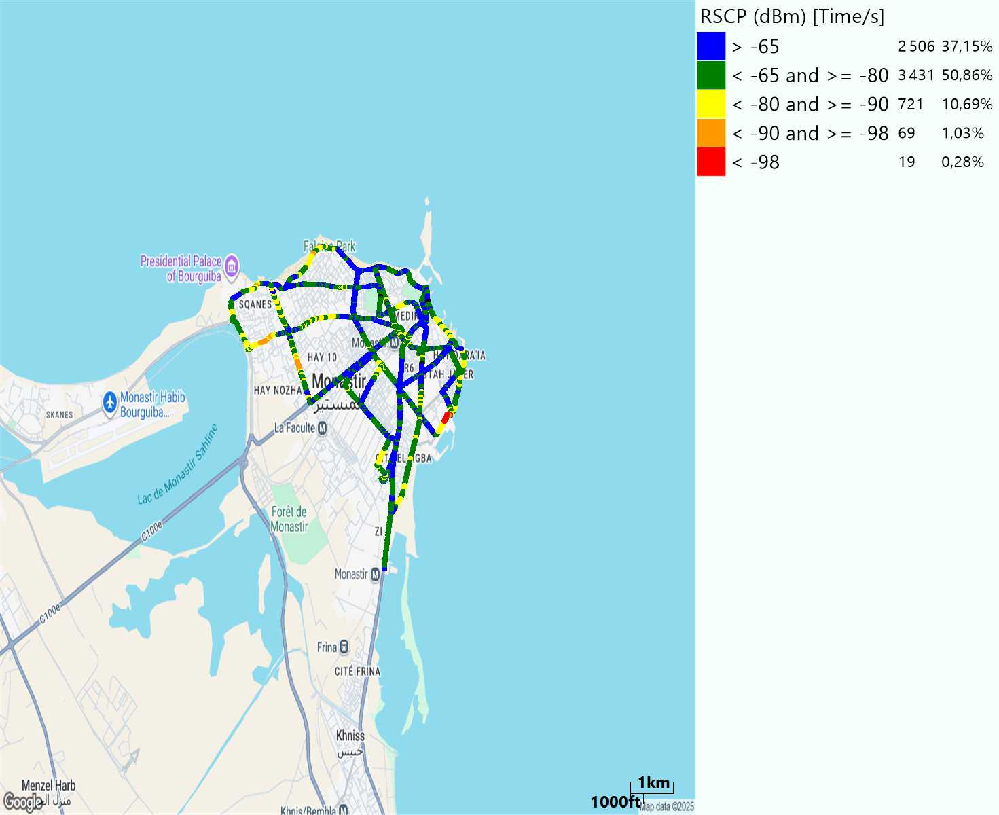 RSCP (dBm) [Time/s]
> -65 2 506 37,15%
< -65 and >= -80 3 431 50,86%
< -80 and >= -90 721 10,69%
< -90 and >= -98 69 1,03%
< -98 19 0,28%
Presidential Palace
of Bourguiba
Park
SQANES
HAY 10
HAY NOZHA
Monastir Habib
Bourguiba...
SKANES
La Faculte
Lac de Monastir Sahline
Forêt de
Monastir
C100e
ZI
Monastir
C100e
Frina
CITÉ FRINA
Khniss
خنيس
Menzel Harb
Khnis/Bembla
Google
1km
1000ft
Map data ©2025